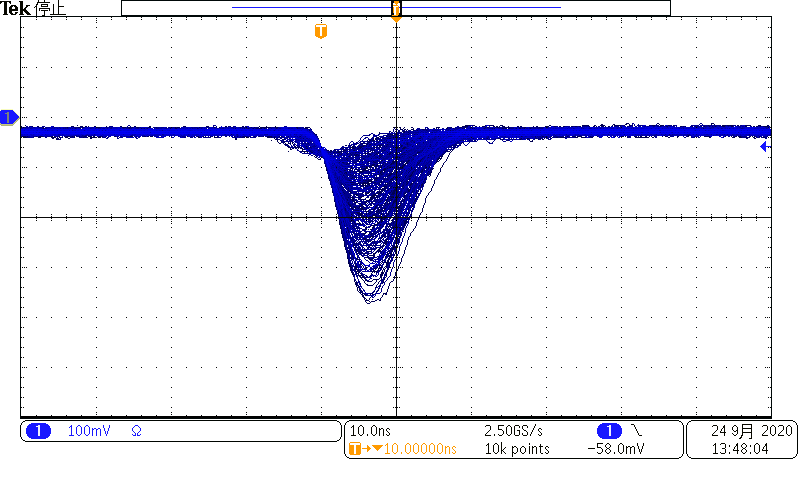 Tek 停止
T
T
1
1 100mV Ω
10.0ns 2.50GS/s 1
T→▼10.00000ns 10k points −58.0mV
24 9月 2020
13:48:04